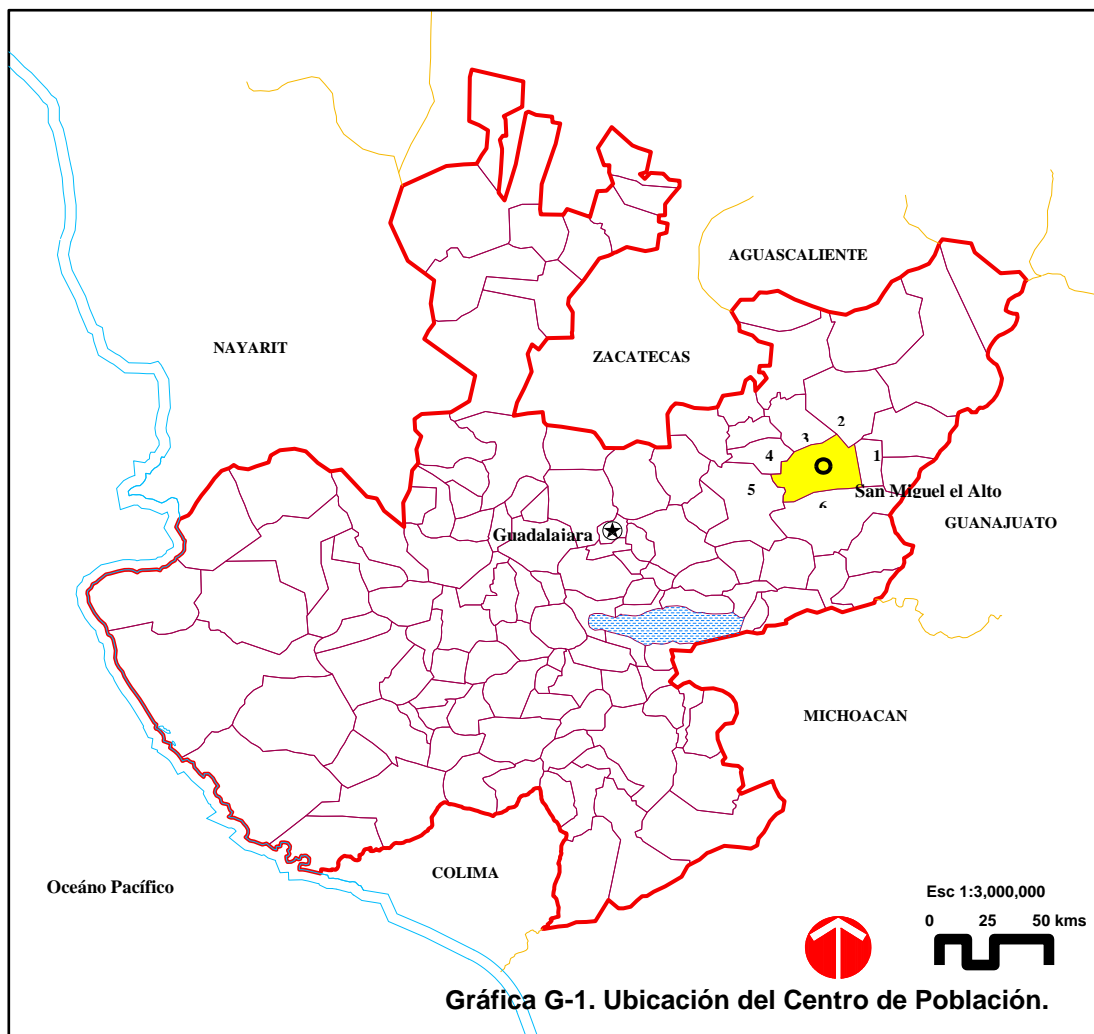 AGUASCALIENTE
NAYARIT
ZACATECAS
2
3
4
1
5
San Miguel el Alto
6
GUANAJUATO
Guadalajara
MICHOACAN
COLIMA
Oceáno Pacífico
Esc 1:3,000,000
0 25 50 kms
Gráfica G-1. Ubicación del Centro de Población.